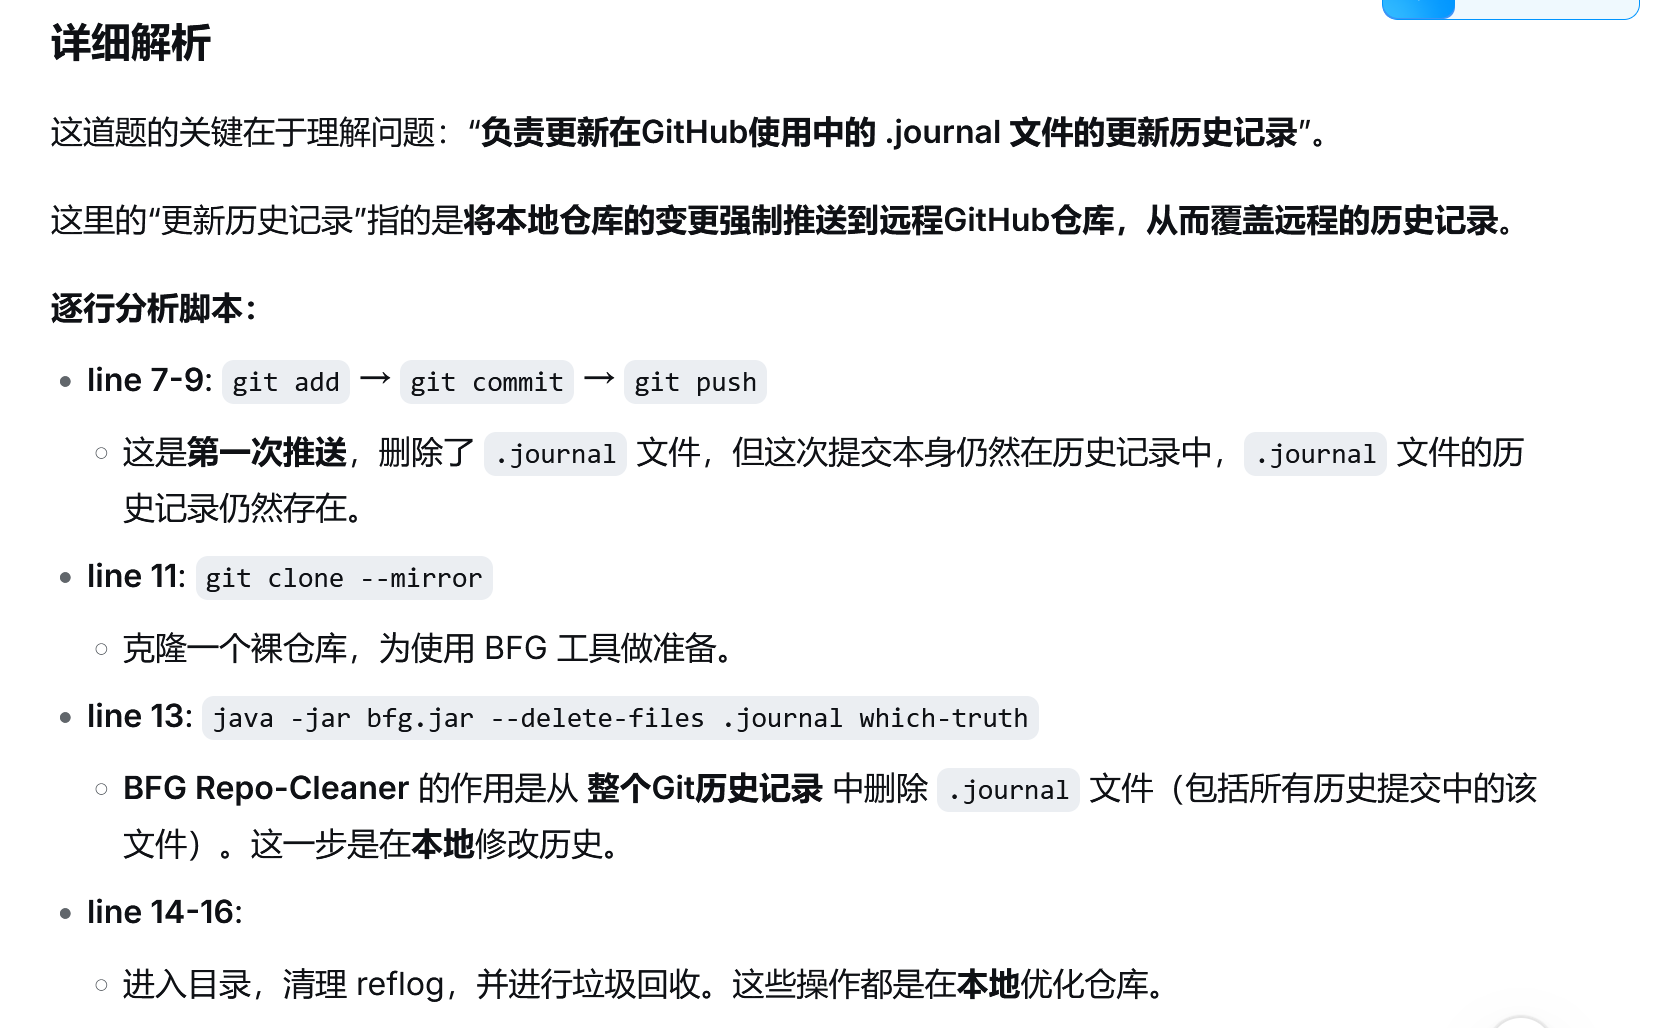 详细解析
这道题的关键在于理解问题：“负责更新在GitHub使用中的 .journal 文件的更新历史记录”。
这里的“更新历史记录”指的是将本地仓库的变更强制推送到远程GitHub仓库，从而覆盖远程的历史记录。
逐行分析脚本：
• line 7-9: git add → git commit → git push
○ 这是第一次推送，删除了 .journal 文件，但这次提交本身仍然在历史记录中， .journal 文件的历
史记录仍然存在。
• line 11: git clone --mirror
○ 克隆一个裸仓库，为使用 BFG 工具做准备。
• line 13: java -jar bfg.jar --delete-files .journal which-truth
○ BFG Repo-Cleaner 的作用是从 整个Git历史记录 中删除 .journal 文件（包括所有历史提交中的该
文件）。这一步是在本地修改历史。
• line 14-16:
○ 进入目录，清理 reflog，并进行垃圾回收。这些操作都是在本地优化仓库。